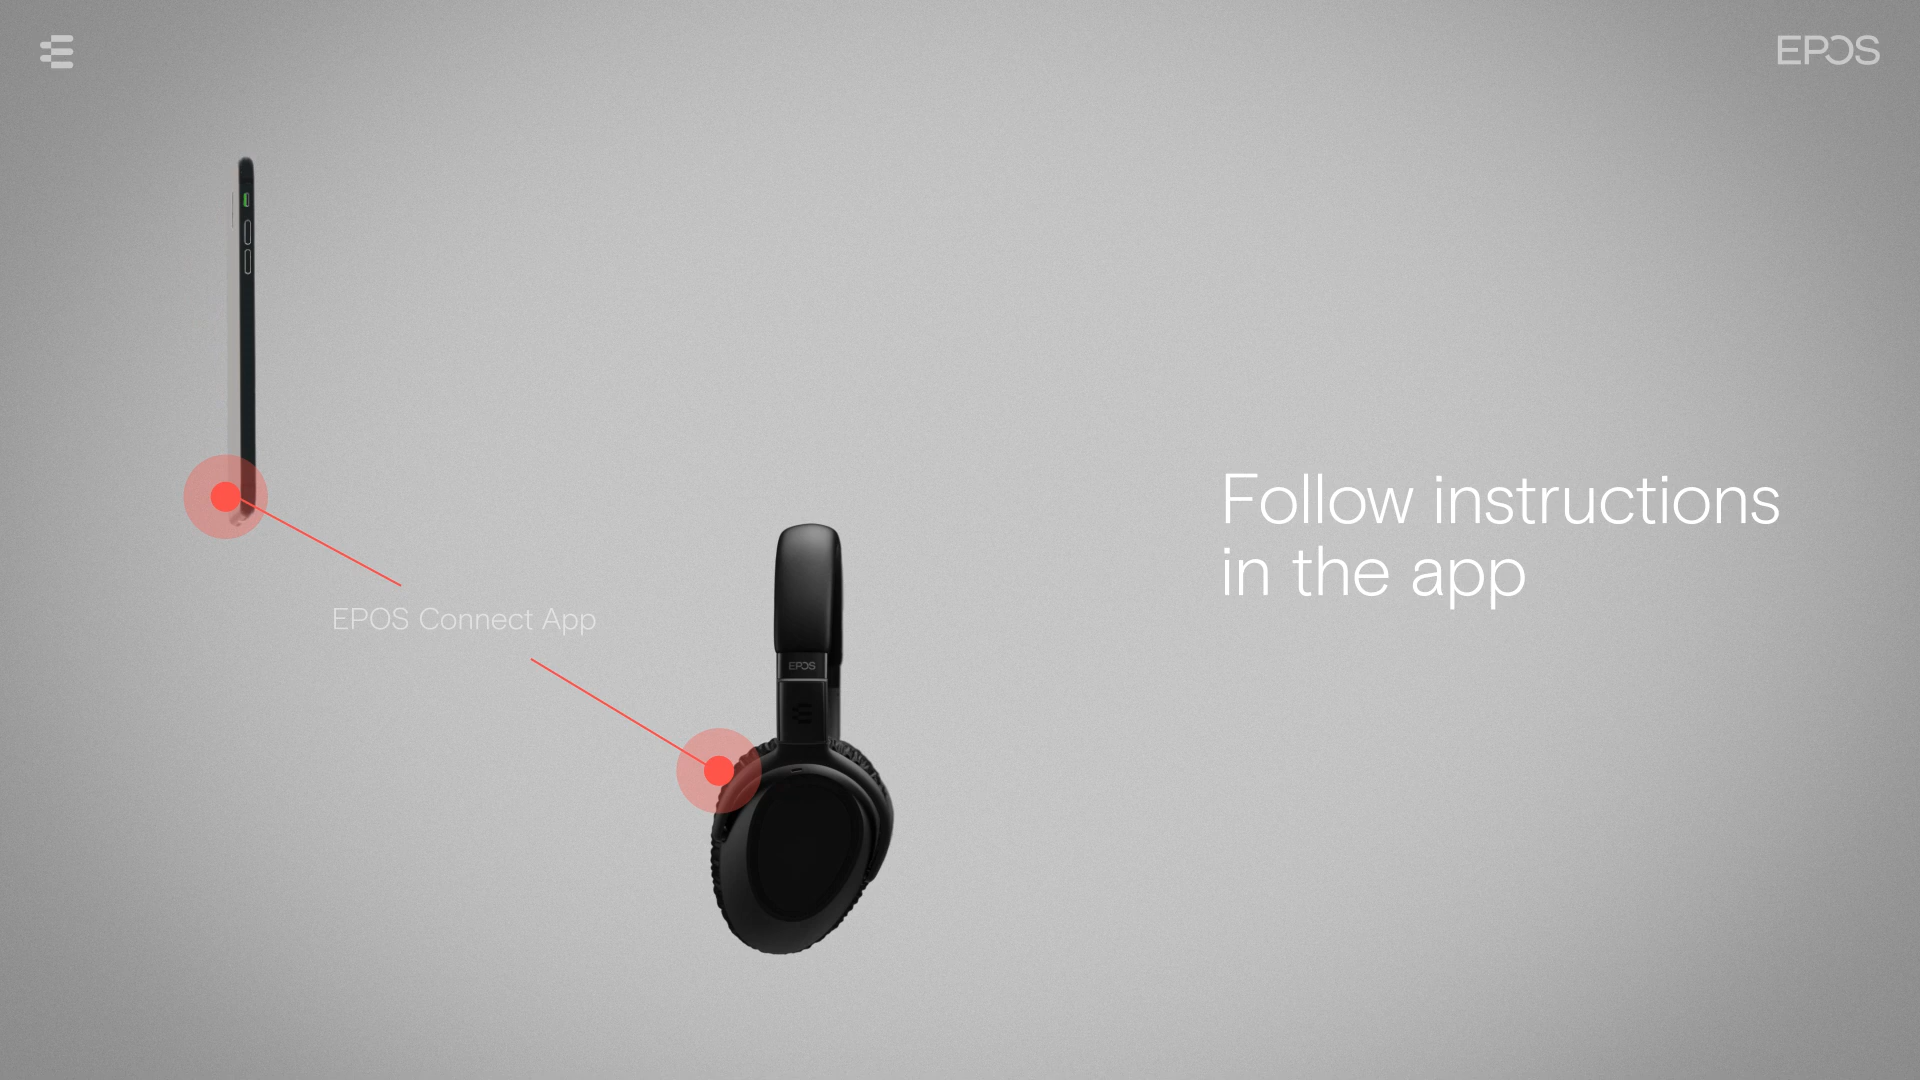 EPOS
Follow instructions
in the app
EPOS Connect App
EPOS